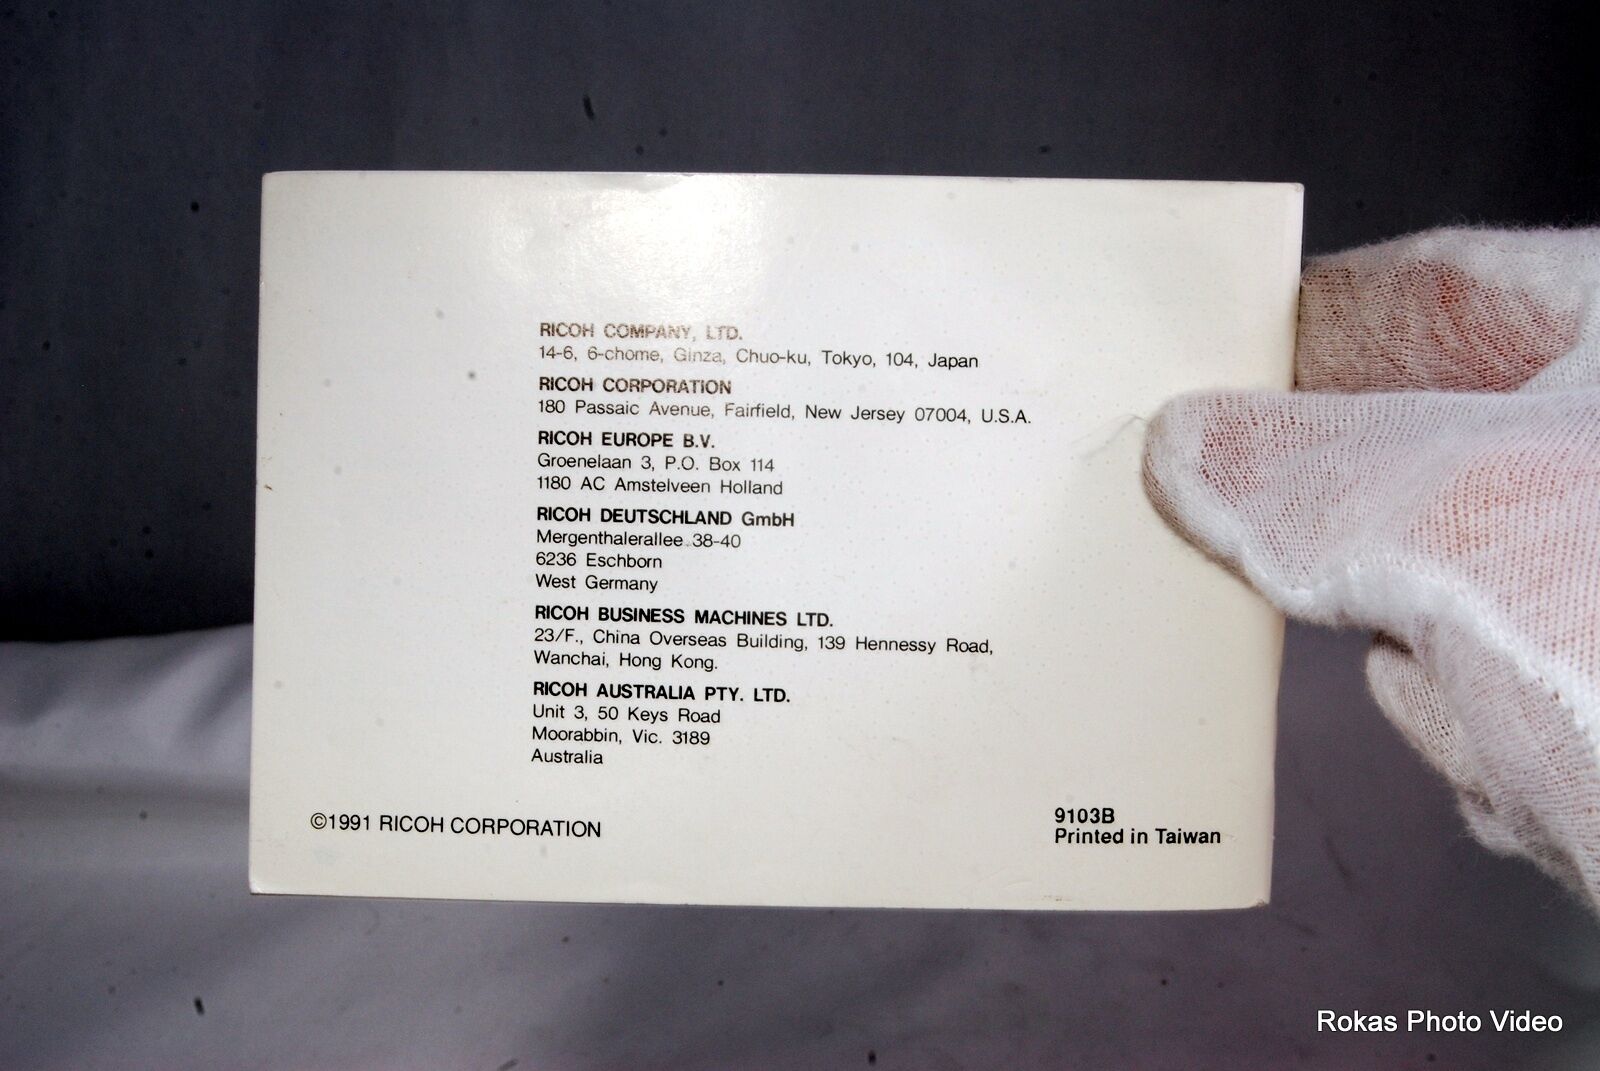 RICOH COMPANY, LTD.
14-6, 6-chome, Ginza, Chuo-ku, Tokyo, 104, Japan
RICOH CORPORATION
180 Passaic Avenue, Fairfield, New Jersey 07004, U.S.A.
RICOH EUROPE B.V.
Groenelaan 3, P.O. Box 114
1180 AC Amstelveen Holland
RICOH DEUTSCHLAND GmbH
Mergenthalerallee 38-40
6236 Eschborn
West Germany
RICOH BUSINESS MACHINES LTD.
23/F., China Overseas Building, 139 Hennessy Road,
Wanchai, Hong Kong.
RICOH AUSTRALIA PTY. LTD.
Unit 3, 50 Keys Road
Moorabbin, Vic. 3189
Australia
©1991 RICOH CORPORATION
9103B
Printed in Taiwan
Rokas Photo Video